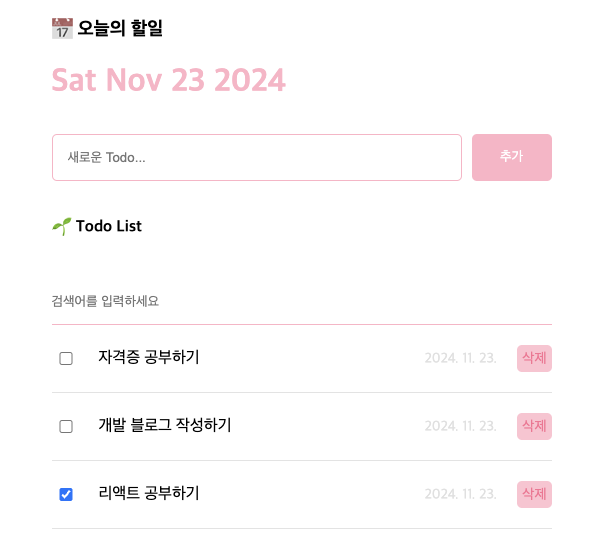 📅 오늘의 할일
Sat Nov 23 2024
새로운 Todo... 추가
🌱 Todo List
검색어를 입력하세요
자격증 공부하기 2024. 11. 23. 삭제
개발 블로그 작성하기 2024. 11. 23. 삭제
리액트 공부하기 2024. 11. 23. 삭제